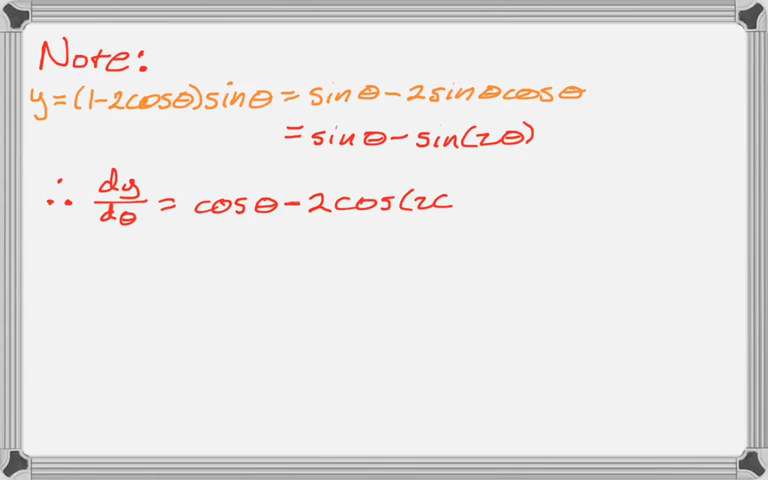 Note:
y=(1-2cosθ)sinθ = sinθ-2sinθcosθ
= sinθ-sin(2θ)
∴ dy/dθ = cosθ-2cos(2